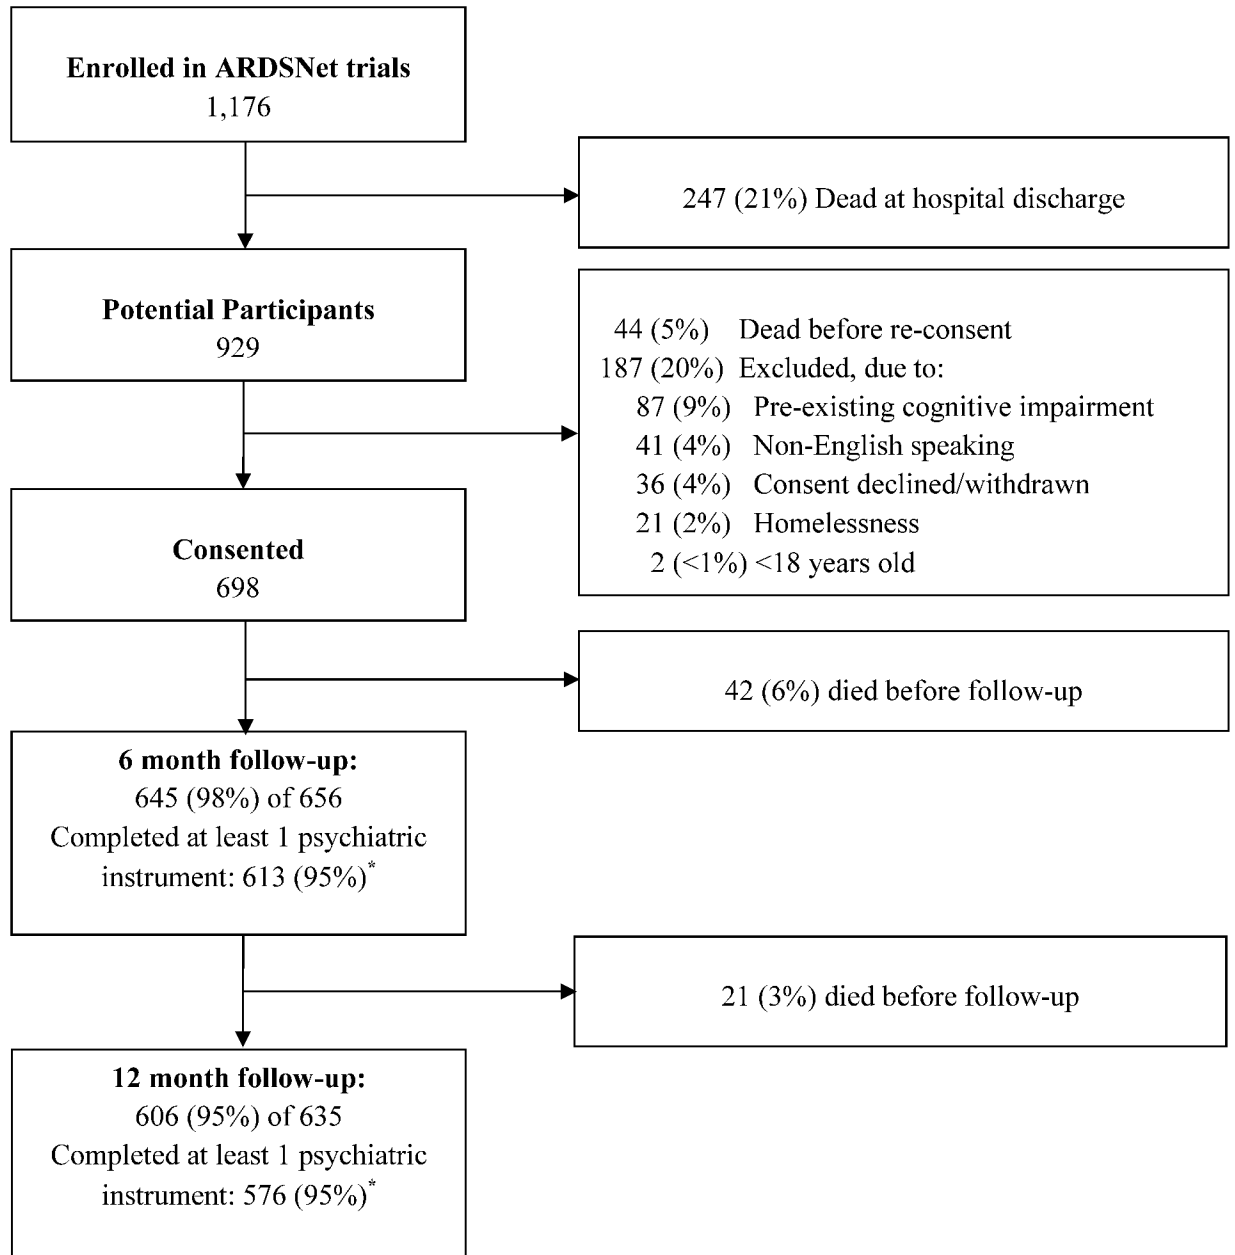 Enrolled in ARDSNet trials
1,176
247 (21%) Dead at hospital discharge
Potential Participants
929
44 (5%) Dead before re-consent
187 (20%) Excluded, due to:
87 (9%) Pre-existing cognitive impairment
41 (4%) Non-English speaking
36 (4%) Consent declined/withdrawn
21 (2%) Homelessness
2 (<1%) <18 years old
Consented
698
42 (6%) died before follow-up
6 month follow-up:
645 (98%) of 656
Completed at least 1 psychiatric
instrument: 613 (95%)*
21 (3%) died before follow-up
12 month follow-up:
606 (95%) of 635
Completed at least 1 psychiatric
instrument: 576 (95%)*